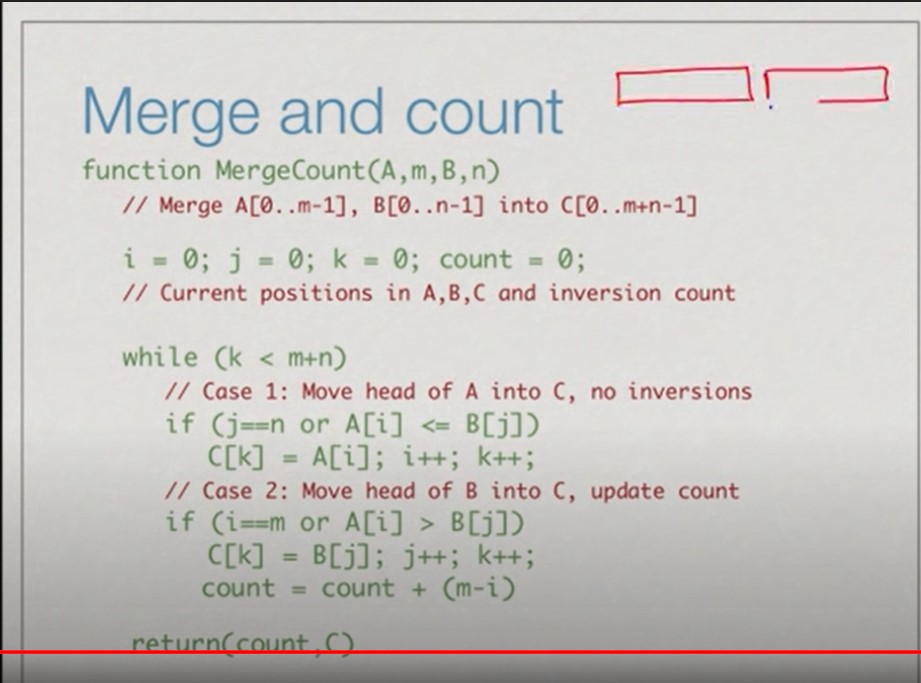 Merge and count
function MergeCount(A,m,B,n)
// Merge A[0..m-1], B[0..n-1] into C[0..m+n-1]
i = 0; j = 0; k = 0; count = 0;
// Current positions in A,B,C and inversion count
while (k < m+n)
// Case 1: Move head of A into C, no inversions
if (j==n or A[i] <= B[j])
C[k] = A[i]; i++; k++;
// Case 2: Move head of B into C, update count
if (i==m or A[i] > B[j])
C[k] = B[j]; j++; k++;
count = count + (m-i)
return(count,C)